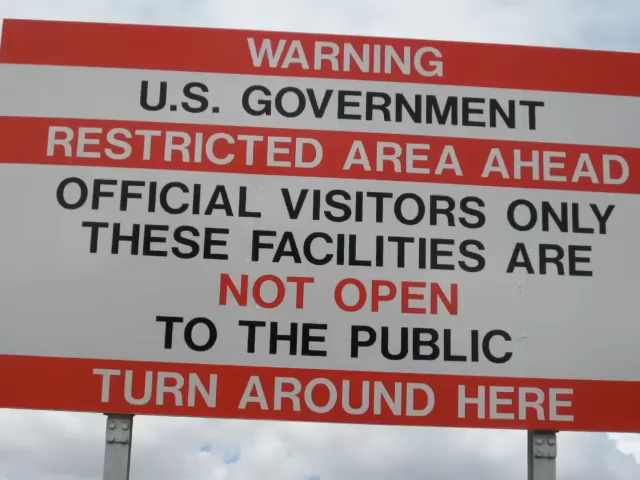 WARNING
U.S. GOVERNMENT
RESTRICTED AREA AHEAD
OFFICIAL VISITORS ONLY
THESE FACILITIES ARE
NOT OPEN
TO THE PUBLIC
TURN AROUND HERE